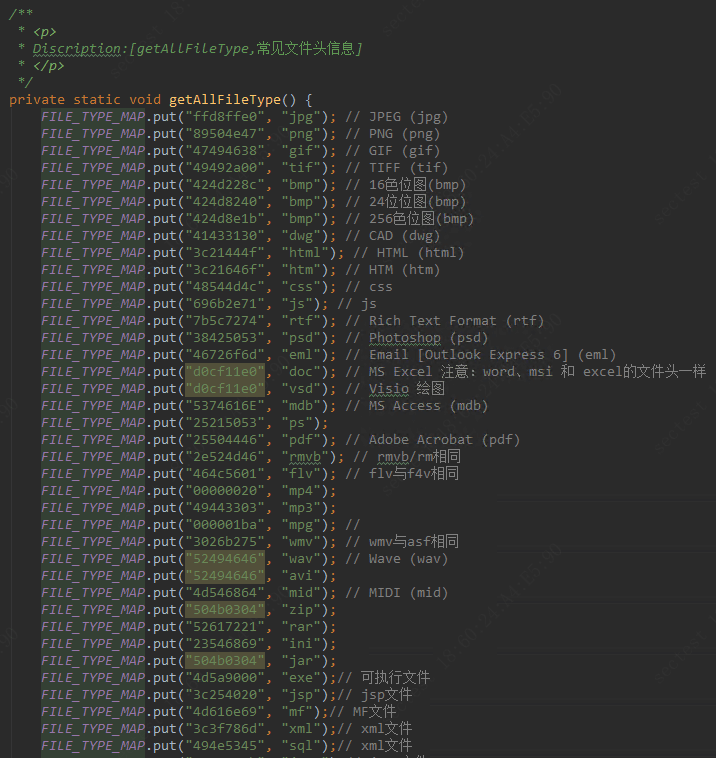 /**
 * <p>
 * Discription:[getAllFileType,常见文件头信息]
 * </p>
 */
private static void getAllFileType() {
    FILE_TYPE_MAP.put("ffd8ffe0", "jpg"); // JPEG (jpg)
    FILE_TYPE_MAP.put("89504e47", "png"); // PNG (png)
    FILE_TYPE_MAP.put("47494638", "gif"); // GIF (gif)
    FILE_TYPE_MAP.put("49492a00", "tif"); // TIFF (tif)
    FILE_TYPE_MAP.put("424d228c", "bmp"); // 16色位图(bmp)
    FILE_TYPE_MAP.put("424d8240", "bmp"); // 24位位图(bmp)
    FILE_TYPE_MAP.put("424d8e1b", "bmp"); // 256色位图(bmp)
    FILE_TYPE_MAP.put("41433130", "dwg"); // CAD (dwg)
    FILE_TYPE_MAP.put("3c21444f", "html"); // HTML (html)
    FILE_TYPE_MAP.put("3c21646f", "htm"); // HTM (htm)
    FILE_TYPE_MAP.put("48544d4c", "css"); // css
    FILE_TYPE_MAP.put("696b2e71", "js"); // js
    FILE_TYPE_MAP.put("7b5c7274", "rtf"); // Rich Text Format (rtf)
    FILE_TYPE_MAP.put("38425053", "psd"); // Photoshop (psd)
    FILE_TYPE_MAP.put("46726f6d", "eml"); // Email [Outlook Express 6] (eml)
    FILE_TYPE_MAP.put("d0cf11e0", "doc"); // MS Excel 注意：word、msi 和 excel的文件头一样
    FILE_TYPE_MAP.put("d0cf11e0", "vsd"); // Visio 绘图
    FILE_TYPE_MAP.put("5374616E", "mdb"); // MS Access (mdb)
    FILE_TYPE_MAP.put("25215053", "ps");
    FILE_TYPE_MAP.put("25504446", "pdf"); // Adobe Acrobat (pdf)
    FILE_TYPE_MAP.put("2e524d46", "rmvb"); // rmvb/rm相同
    FILE_TYPE_MAP.put("464c5601", "flv"); // flv与f4v相同
    FILE_TYPE_MAP.put("00000020", "mp4");
    FILE_TYPE_MAP.put("49443303", "mp3");
    FILE_TYPE_MAP.put("000001ba", "mpg"); //
    FILE_TYPE_MAP.put("3026b275", "wmv"); // wmv与asf相同
    FILE_TYPE_MAP.put("52494646", "wav"); // Wave (wav)
    FILE_TYPE_MAP.put("52494646", "avi");
    FILE_TYPE_MAP.put("4d546864", "mid"); // MIDI (mid)
    FILE_TYPE_MAP.put("504b0304", "zip");
    FILE_TYPE_MAP.put("52617221", "rar");
    FILE_TYPE_MAP.put("23546869", "ini");
    FILE_TYPE_MAP.put("504b0304", "jar");
    FILE_TYPE_MAP.put("4d5a9000", "exe");// 可执行文件
    FILE_TYPE_MAP.put("3c254020", "jsp");// jsp文件
    FILE_TYPE_MAP.put("4d616e69", "mf");// MF文件
    FILE_TYPE_MAP.put("3c3f786d", "xml");// xml文件
    FILE_TYPE_MAP.put("494e5345", "sql");// xml文件